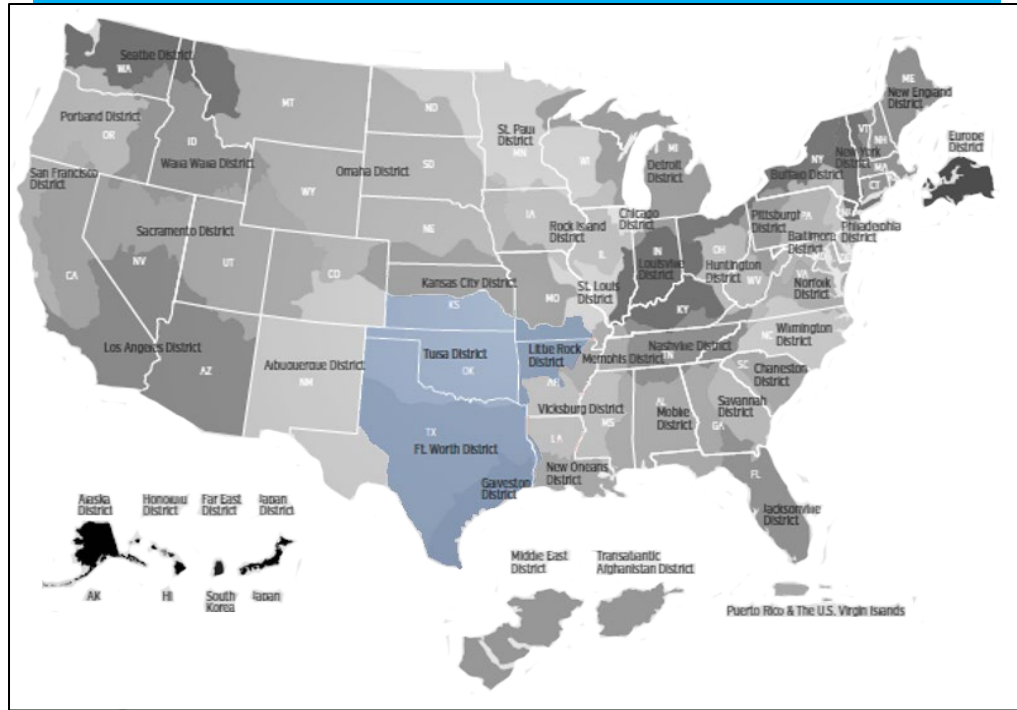 Seattle District
WA
Portland District
OR
ID
MT
ND
Walla Walla District
San Francisco
District
Omaha District
SD
WY
NE
Sacramento District
NV
UT
CO
CA
Los Angeles District
AZ
Albuquerque District
NM
Kansas City District
KS
Tulsa District
OK
TX
Ft. Worth District
Galveston
District
St. Paul
District
MN
WI
IA
Rock Island
District
Chicago
District
Detroit
District
MI
IL
St. Louis
District
MO
IN
Louisville
District
KY
OH
Huntington
District
WV
Pittsburgh
District
PA
Baltimore
District
Philadelphia
District
Buffalo District
NY
New York
District
VT
NH
MA
CT
ME
New England
District
Europe
District
VA
Norfolk
District
NC
Wilmington
District
SC
Charleston
District
Savannah
District
GA
Nashville District
TN
Memphis District
Little Rock
District
AR
Vicksburg District
MS
AL
Mobile
District
LA
New Orleans
District
FL
Jacksonville
District
Alaska
District
Honolulu
District
Far East
District
Japan
District
AK
HI
South
Korea
Japan
Middle East
District
Transatlantic
Afghanistan District
Puerto Rico & The U.S. Virgin Islands